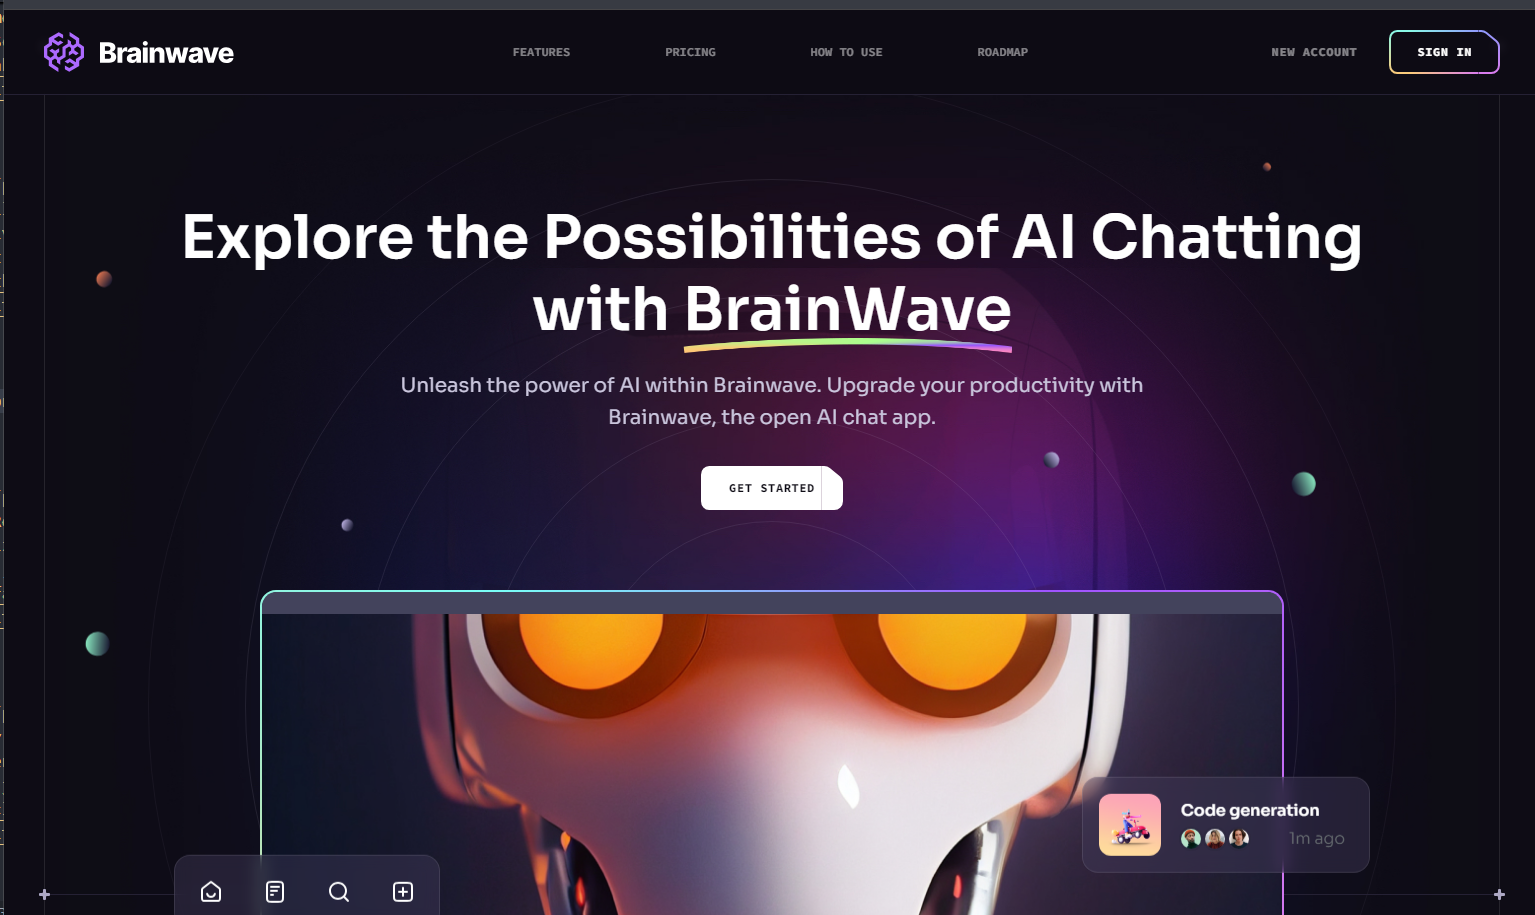 Brainwave
FEATURES
PRICING
HOW TO USE
ROADMAP
NEW ACCOUNT
SIGN IN
Explore the Possibilities of AI Chatting
with BrainWave
Unleash the power of AI within Brainwave. Upgrade your productivity with
Brainwave, the open AI chat app.
GET STARTED
Code generation
1m ago